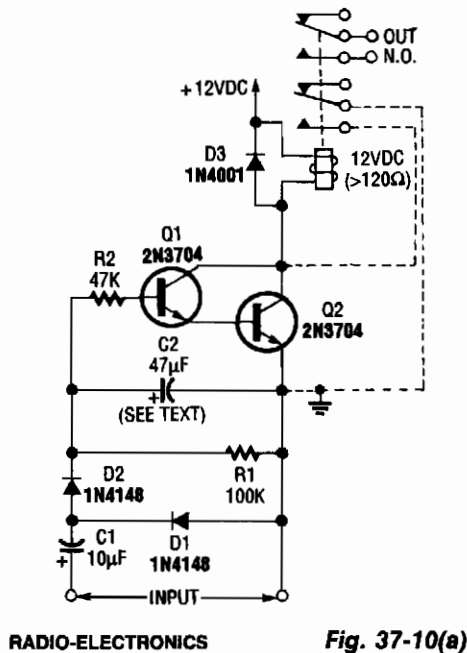 OUT
N.O.
+12VDC
D3
1N4001
12VDC
(>120Ω)
Q1
2N3704
R2
47K
Q2
2N3704
C2
47µF
+
(SEE TEXT)
R1
100K
D2
1N4148
D1
1N4148
C1
10µF
+
INPUT
RADIO-ELECTRONICS
Fig. 37-10(a)